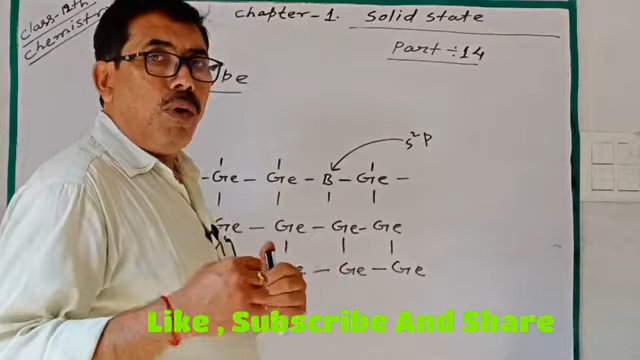 Class-12th
Chemistry
Chapter-1. Solid state
Part ÷ 14
pe
s²p
-Ge - Ge - B - Ge -
Ge - Ge - Ge - Ge
e - Ge - Ge
Like , Subscribe And Share